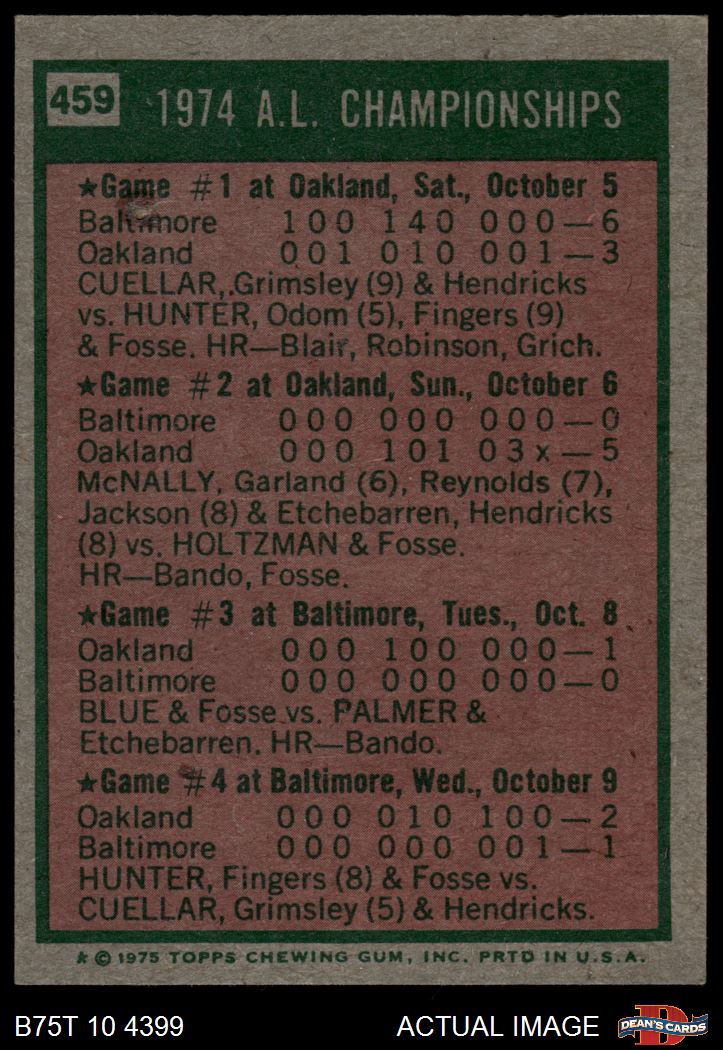 459 1974 A.L. CHAMPIONSHIPS
★Game #1 at Oakland, Sat., October 5
Baltimore 100 140 000—6
Oakland 001 010 001—3
CUELLAR, Grimsley (9) & Hendricks
vs. HUNTER, Odom (5), Fingers (9)
& Fosse. HR—Blair, Robinson, Grich.
★Game #2 at Oakland, Sun., October 6
Baltimore 000 000 000—0
Oakland 000 101 03x—5
McNALLY, Garland (6), Reynolds (7),
Jackson (8) & Etchebarren, Hendricks
(8) vs. HOLTZMAN & Fosse.
HR—Bando, Fosse.
★Game #3 at Baltimore, Tues., Oct. 8
Oakland 000 100 000—1
Baltimore 000 000 000—0
BLUE & Fosse vs. PALMER &
Etchebarren. HR—Bando.
★Game #4 at Baltimore, Wed., October 9
Oakland 000 010 100—2
Baltimore 000 000 001—1
HUNTER, Fingers (8) & Fosse vs.
CUELLAR, Grimsley (5) & Hendricks.
* © 1975 TOPPS CHEWING GUM, INC. PRTD IN U.S.A.
B75T 10 4399 ACTUAL IMAGE D DEAN'S CARDS